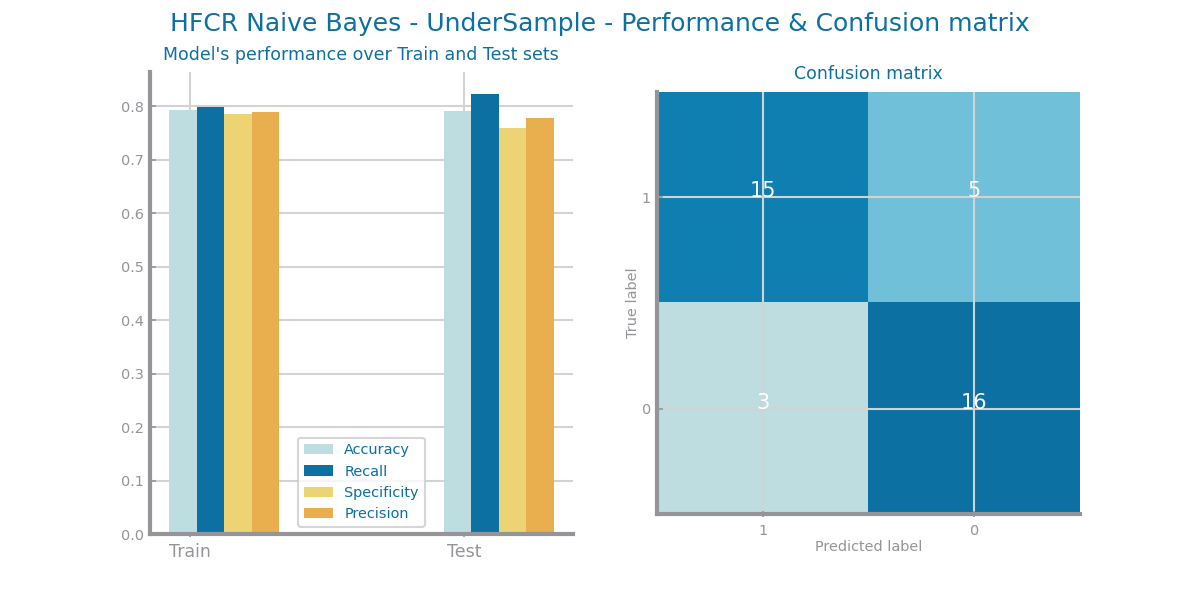 HFCR Naive Bayes - UnderSample - Performance & Confusion matrix
Model's performance over Train and Test sets
0.8
0.7
0.6
0.5
0.4
0.3
0.2
0.1
0.0
Train
Test
Accuracy
Recall
Specificity
Precision
Confusion matrix
True label
1
0
15
5
3
16
1
0
Predicted label